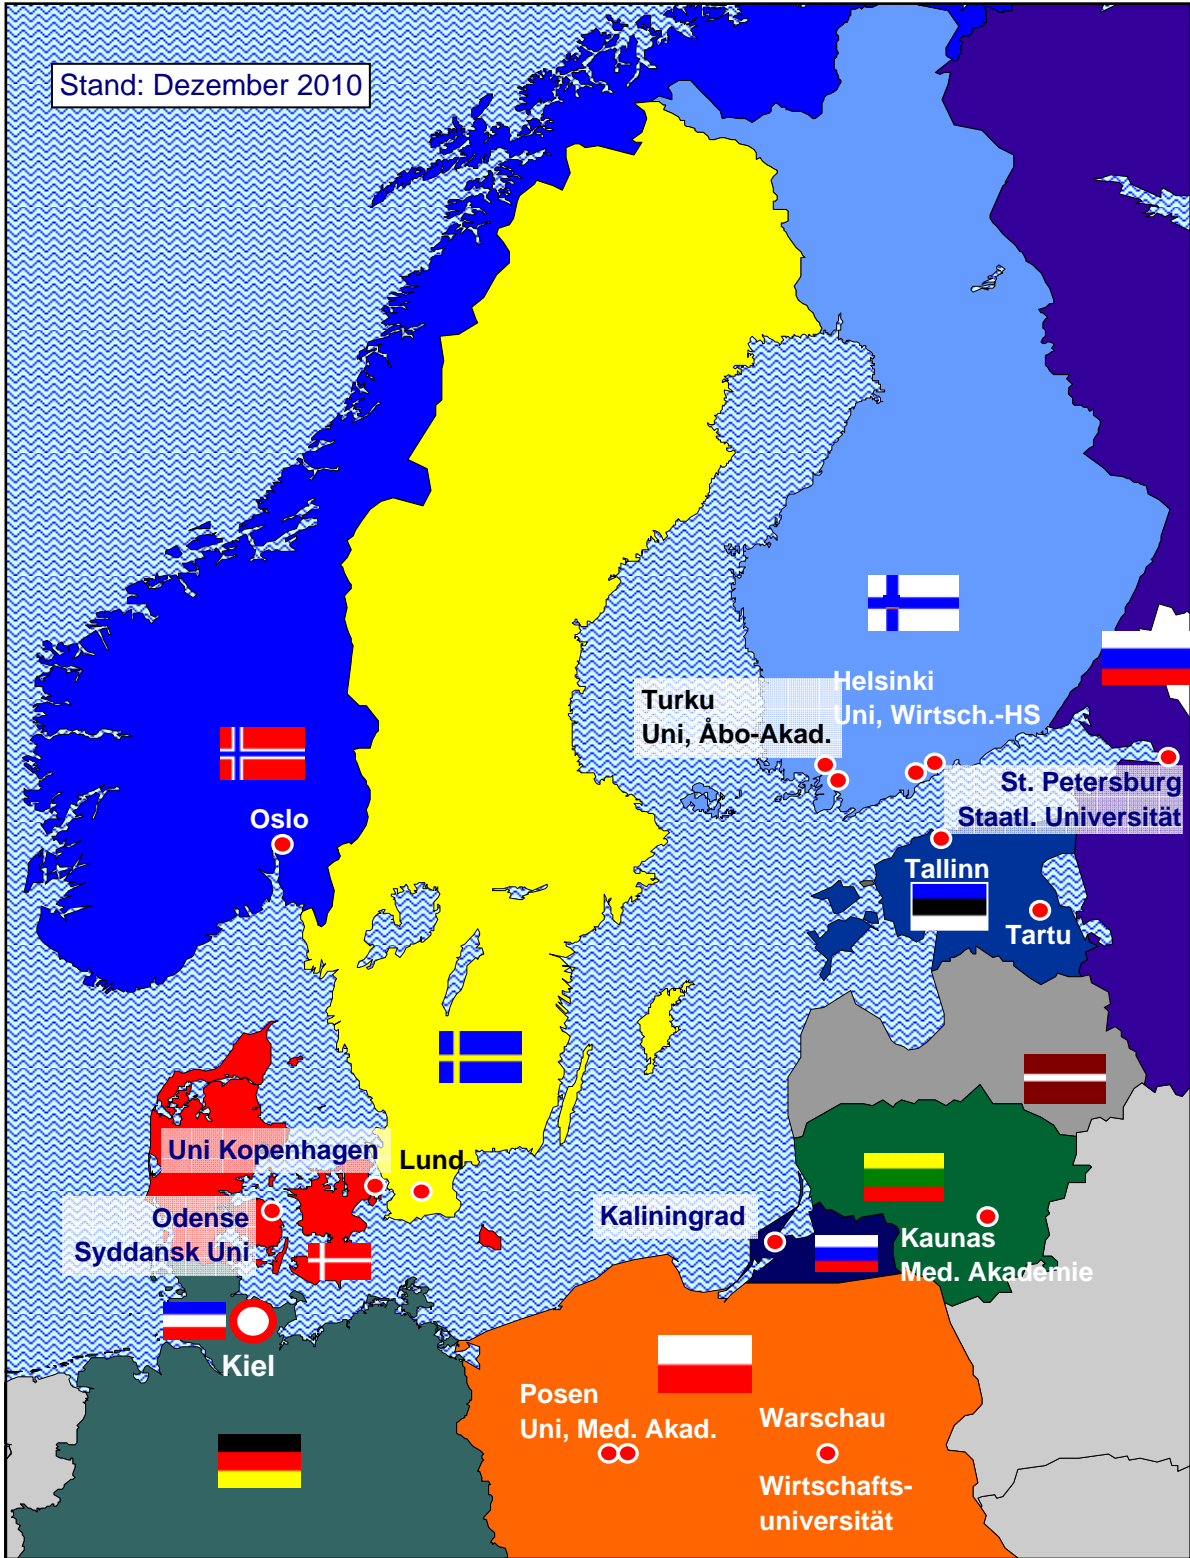 Stand: Dezember 2010
Helsinki
Uni, Wirtsch.-HS
Turku
Uni, Åbo-Akad.
St. Petersburg
Staatl. Universität
Oslo
Tallinn
Tartu
Uni Kopenhagen
Lund
Odense
Syddansk Uni
Kaliningrad
Kaunas
Med. Akademie
Kiel
Posen
Uni, Med. Akad.
Warschau
Wirtschafts-
universität